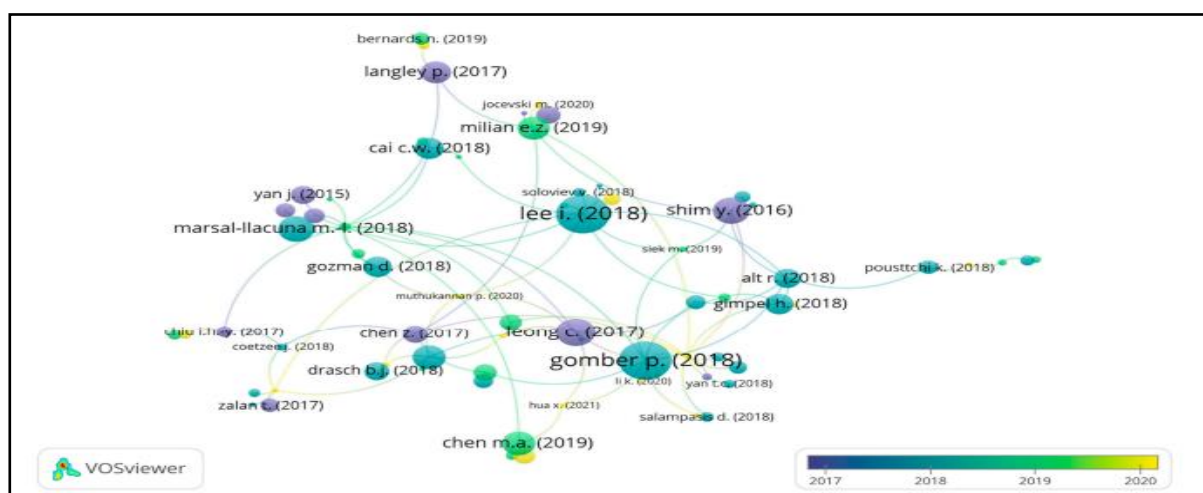 bernards n. (2019)
langley p. (2017)
jocevski m. (2020)
milian e.z. (2019)
cai c.w. (2018)
yan j. (2015)
soloviev v. (2018)
lee i. (2018)
shim y. (2016)
marsal-llacuna m.-l. (2018)
siek m. (2019)
gozman d. (2018)
pousttchi k. (2018)
alt r. (2018)
muthukannan p. (2020)
gimpel h. (2018)
chiu i.h.-y. (2017)
chen z. (2017)
leong c. (2017)
coetzee j. (2018)
gomber p. (2018)
drasch b.j. (2018)
li k. (2020)
yan t.c. (2018)
zalan t. (2017)
hua x. (2021)
salampasis d. (2018)
chen m.a. (2019)
VOSviewer
2017 2018 2019 2020